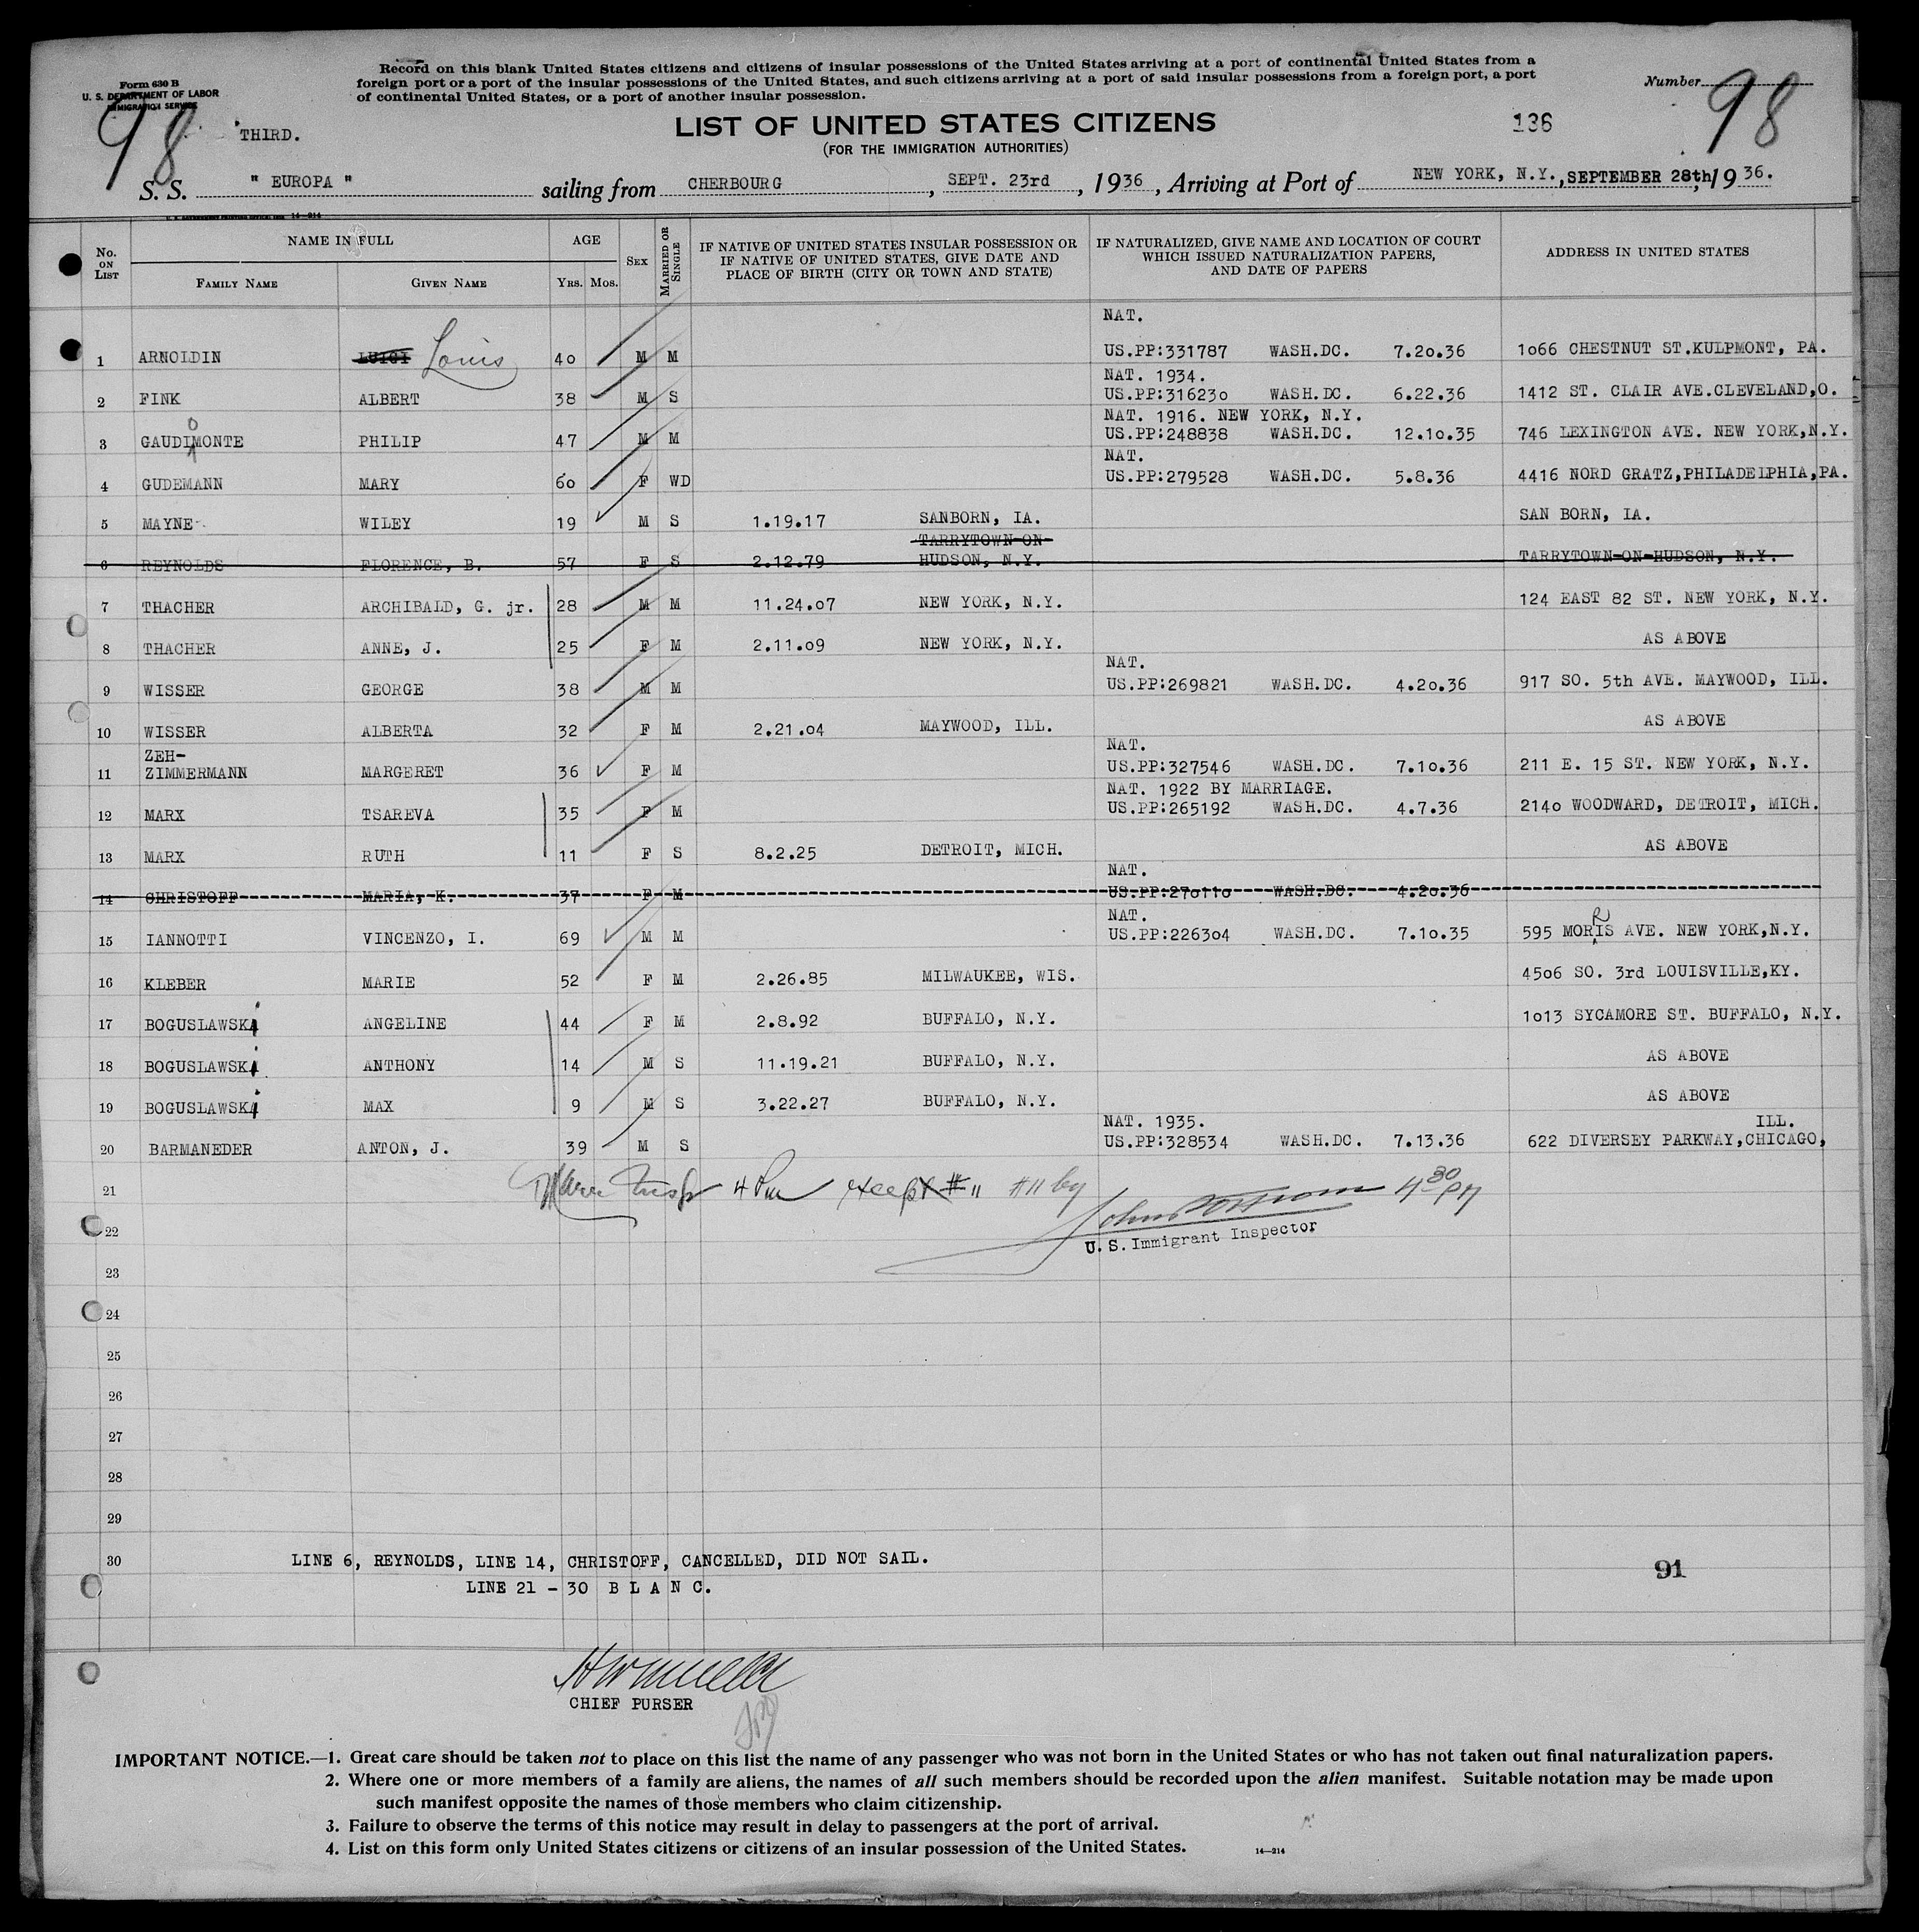 Form 630 B
U. S. DEPARTMENT OF LABOR
IMMIGRATION SERVICE
Record on this blank United States citizens and citizens of insular possessions of the United States arriving at a port of continental United States from a
foreign port or a port of the insular possessions of the United States, and such citizens arriving at a port of said insular possessions from a foreign port, a port
of continental United States, or a port of another insular possession.
Number 98
98
THIRD.
LIST OF UNITED STATES CITIZENS
136
(FOR THE IMMIGRATION AUTHORITIES)
S. S. " EUROPA " sailing from CHERBOURG, SEPT. 23rd, 1936, Arriving at Port of NEW YORK, N.Y., SEPTEMBER 28th, 1936.
No. ON LIST
NAME IN FULL
FAMILY NAME
GIVEN NAME
AGE
YRS. MOS.
SEX
MARRIED OR SINGLE
IF NATIVE OF UNITED STATES INSULAR POSSESSION OR
IF NATIVE OF UNITED STATES, GIVE DATE AND
PLACE OF BIRTH (CITY OR TOWN AND STATE)
IF NATURALIZED, GIVE NAME AND LOCATION OF COURT
WHICH ISSUED NATURALIZATION PAPERS,
AND DATE OF PAPERS
ADDRESS IN UNITED STATES
NAT.
1 ARNOLDIN LUIGI Louis 40 M M US.PP:331787 WASH.DC. 7.20.36 1066 CHESTNUT ST.KULPMONT, PA.
NAT. 1934.
2 FINK ALBERT 38 M S US.PP:316230 WASH.DC. 6.22.36 1412 ST. CLAIR AVE.CLEVELAND,O.
NAT. 1916. NEW YORK, N.Y.
O
3 GAUDIMONTE PHILIP 47 M M US.PP:248838 WASH.DC. 12.10.35 746 LEXINGTON AVE. NEW YORK,N.Y.
NAT.
4 GUDEMANN MARY 60 F WD US.PP:279528 WASH.DC. 5.8.36 4416 NORD GRATZ,PHILADELPHIA,PA.
5 MAYNE WILEY 19 M S 1.19.17 SANBORN, IA. SAN BORN, IA.
TARRYTOWN-ON-
6 REYNOLDS FLORENCE, B. 57 F S 2.12.79 HUDSON, N.Y. TARRYTOWN-ON-HUDSON, N.Y.
7 THACHER ARCHIBALD, G. jr. 28 M M 11.24.07 NEW YORK, N.Y. 124 EAST 82 ST. NEW YORK, N.Y.
8 THACHER ANNE, J. 25 F M 2.11.09 NEW YORK, N.Y. AS ABOVE
NAT.
9 WISSER GEORGE 38 M M US.PP:269821 WASH.DC. 4.20.36 917 SO. 5th AVE. MAYWOOD, ILL.
10 WISSER ALBERTA 32 F M 2.21.04 MAYWOOD, ILL. AS ABOVE
ZEH- NAT.
11 ZIMMERMANN MARGERET 36 F M US.PP:327546 WASH.DC. 7.10.36 211 E. 15 ST. NEW YORK, N.Y.
NAT. 1922 BY MARRIAGE.
12 MARX TSAREVA 35 F M US.PP:265192 WASH.DC. 4.7.36 2140 WOODWARD, DETROIT, MICH.
13 MARX RUTH 11 F S 8.2.25 DETROIT, MICH. AS ABOVE
NAT.
14 CHRISTOFF MARIA, K. 37 F M US.PP:270110 WASH.DC. 4.20.36
NAT.
R
15 IANNOTTI VINCENZO, I. 69 M M US.PP:226304 WASH.DC. 7.10.35 595 MORIS AVE. NEW YORK,N.Y.
16 KLEBER MARIE 52 F M 2.26.85 MILWAUKEE, WIS. 4506 SO. 3rd LOUISVILLE,KY.
17 BOGUSLAWSKi ANGELINE 44 F M 2.8.92 BUFFALO, N.Y. 1013 SYCAMORE ST. BUFFALO, N.Y.
18 BOGUSLAWSKi ANTHONY 14 M S 11.19.21 BUFFALO, N.Y. AS ABOVE
19 BOGUSLAWSKi MAX 9 M S 3.22.27 BUFFALO, N.Y. AS ABOVE
NAT. 1935. ILL.
20 BARMANEDER ANTON, J. 39 M S US.PP:328534 WASH.DC. 7.13.36 622 DIVERSEY PARKWAY,CHICAGO,
21 4 Pm except #11 #11 by 4 30 PM
22 U. S. Immigrant Inspector
23
24
25
26
27
28
29
30 LINE 6, REYNOLDS, LINE 14, CHRISTOFF, CANCELLED, DID NOT SAIL.
LINE 21 - 30 B L A N C.
91
CHIEF PURSER
IMPORTANT NOTICE.—1. Great care should be taken not to place on this list the name of any passenger who was not born in the United States or who has not taken out final naturalization papers.
2. Where one or more members of a family are aliens, the names of all such members should be recorded upon the alien manifest. Suitable notation may be made upon
such manifest opposite the names of those members who claim citizenship.
3. Failure to observe the terms of this notice may result in delay to passengers at the port of arrival.
4. List on this form only United States citizens or citizens of an insular possession of the United States.
14—214